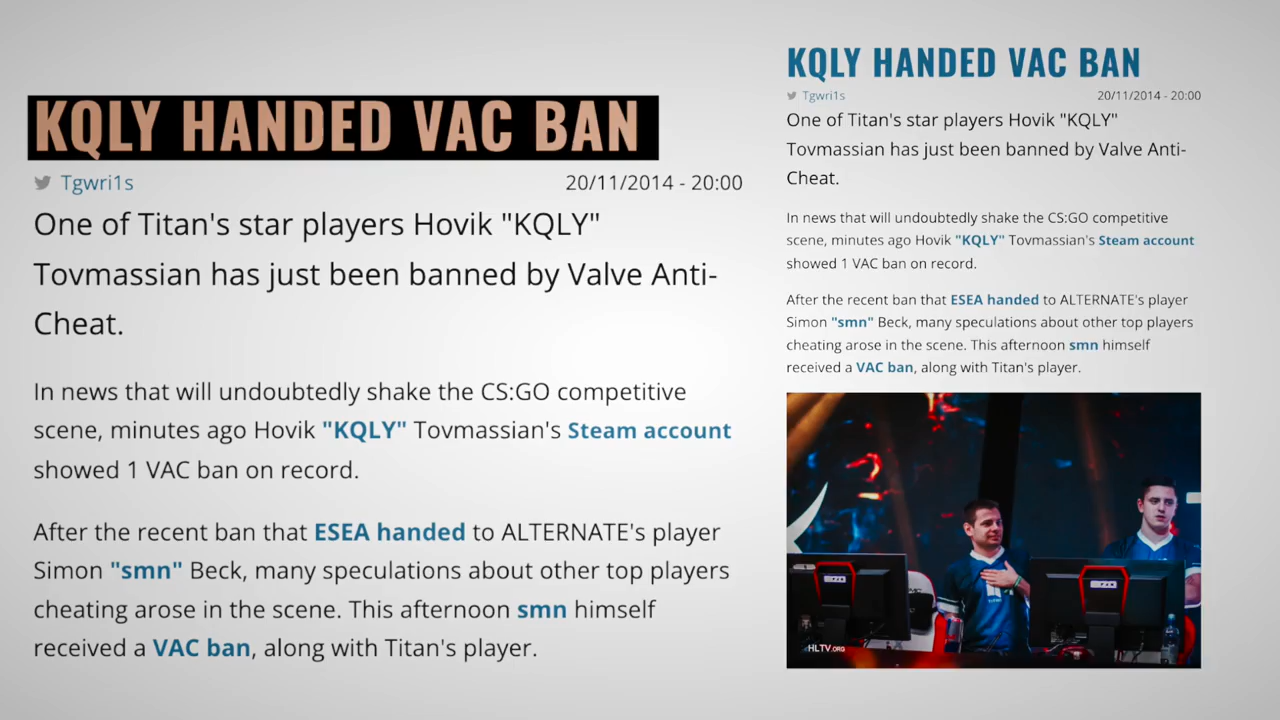 KQLY HANDED VAC BAN
Tgwri1s 20/11/2014 - 20:00
One of Titan's star players Hovik "KQLY"
Tovmassian has just been banned by Valve Anti-
Cheat.
In news that will undoubtedly shake the CS:GO competitive
scene, minutes ago Hovik "KQLY" Tovmassian's Steam account
showed 1 VAC ban on record.
After the recent ban that ESEA handed to ALTERNATE's player
Simon "smn" Beck, many speculations about other top players
cheating arose in the scene. This afternoon smn himself
received a VAC ban, along with Titan's player.
KQLY HANDED VAC BAN
Tgwri1s 20/11/2014 - 20:00
One of Titan's star players Hovik "KQLY"
Tovmassian has just been banned by Valve Anti-
Cheat.
In news that will undoubtedly shake the CS:GO competitive
scene, minutes ago Hovik "KQLY" Tovmassian's Steam account
showed 1 VAC ban on record.
After the recent ban that ESEA handed to ALTERNATE's player
Simon "smn" Beck, many speculations about other top players
cheating arose in the scene. This afternoon smn himself
received a VAC ban, along with Titan's player.
HLTV.ORG